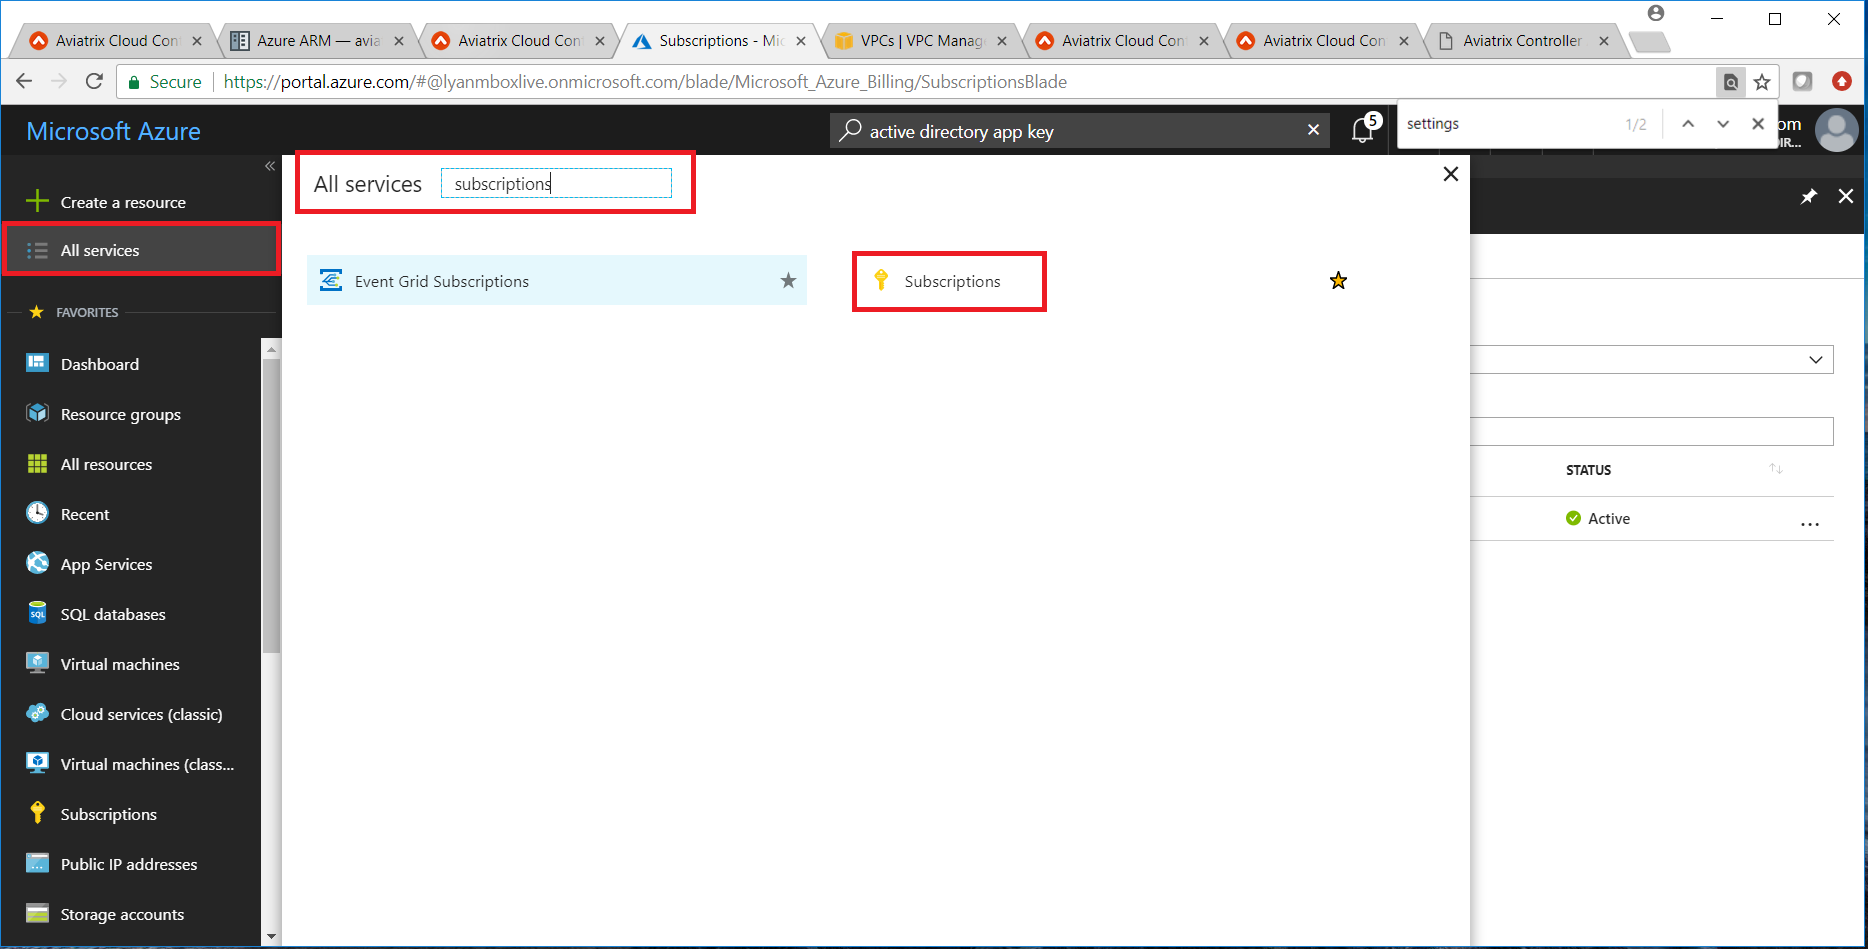 Aviatrix Cloud Con
Azure ARM — avia
Aviatrix Cloud Con
Subscriptions - Mic
VPCs | VPC Manag
Aviatrix Cloud Con
Aviatrix Cloud Con
Aviatrix Controller
Secure
https://portal.azure.com/#@lyanmboxlive.onmicrosoft.com/blade/Microsoft_Azure_Billing/SubscriptionsBlade
Microsoft Azure
active directory app key
5
settings
1/2
om
IR...
Create a resource
All services
FAVORITES
Dashboard
Resource groups
All resources
Recent
App Services
SQL databases
Virtual machines
Cloud services (classic)
Virtual machines (class...
Subscriptions
Public IP addresses
Storage accounts
All services
subscriptions
Event Grid Subscriptions
Subscriptions
STATUS
Active
...